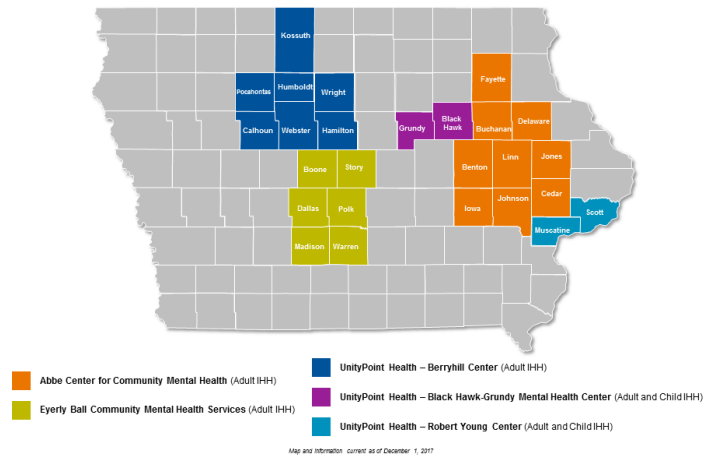 Kossuth
Fayette
Pocahontas
Humboldt
Wright
Grundy
Black
Hawk
Buchanan
Delaware
Calhoun
Webster
Hamilton
Boone
Story
Benton
Linn
Jones
Dallas
Polk
Iowa
Johnson
Cedar
Scott
Muscatine
Madison
Warren
Abbe Center for Community Mental Health (Adult IHH)
Eyerly Ball Community Mental Health Services (Adult IHH)
UnityPoint Health – Berryhill Center (Adult IHH)
UnityPoint Health – Black Hawk-Grundy Mental Health Center (Adult and Child IHH)
UnityPoint Health – Robert Young Center (Adult and Child IHH)
Map and Information current as of December 1, 2017